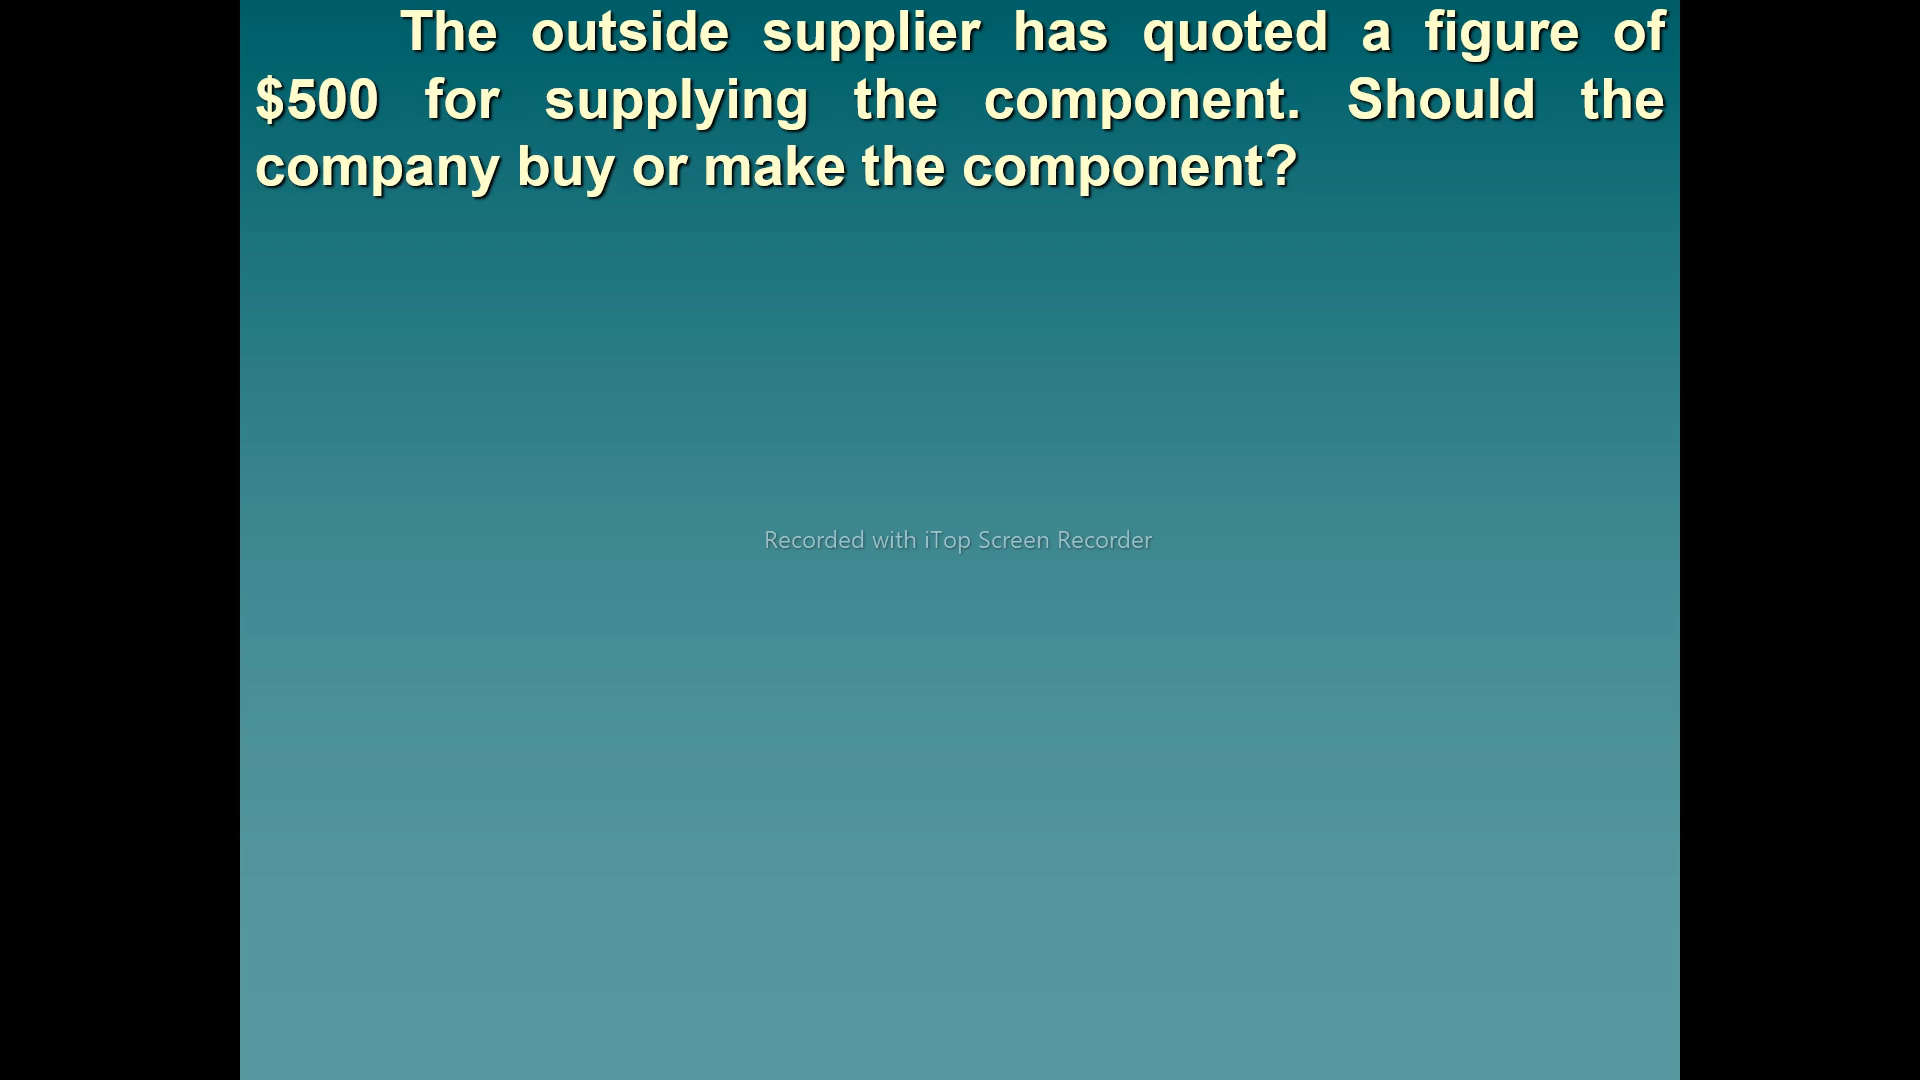 The outside supplier has quoted a figure of
$500 for supplying the component. Should the
company buy or make the component?
Recorded with iTop Screen Recorder